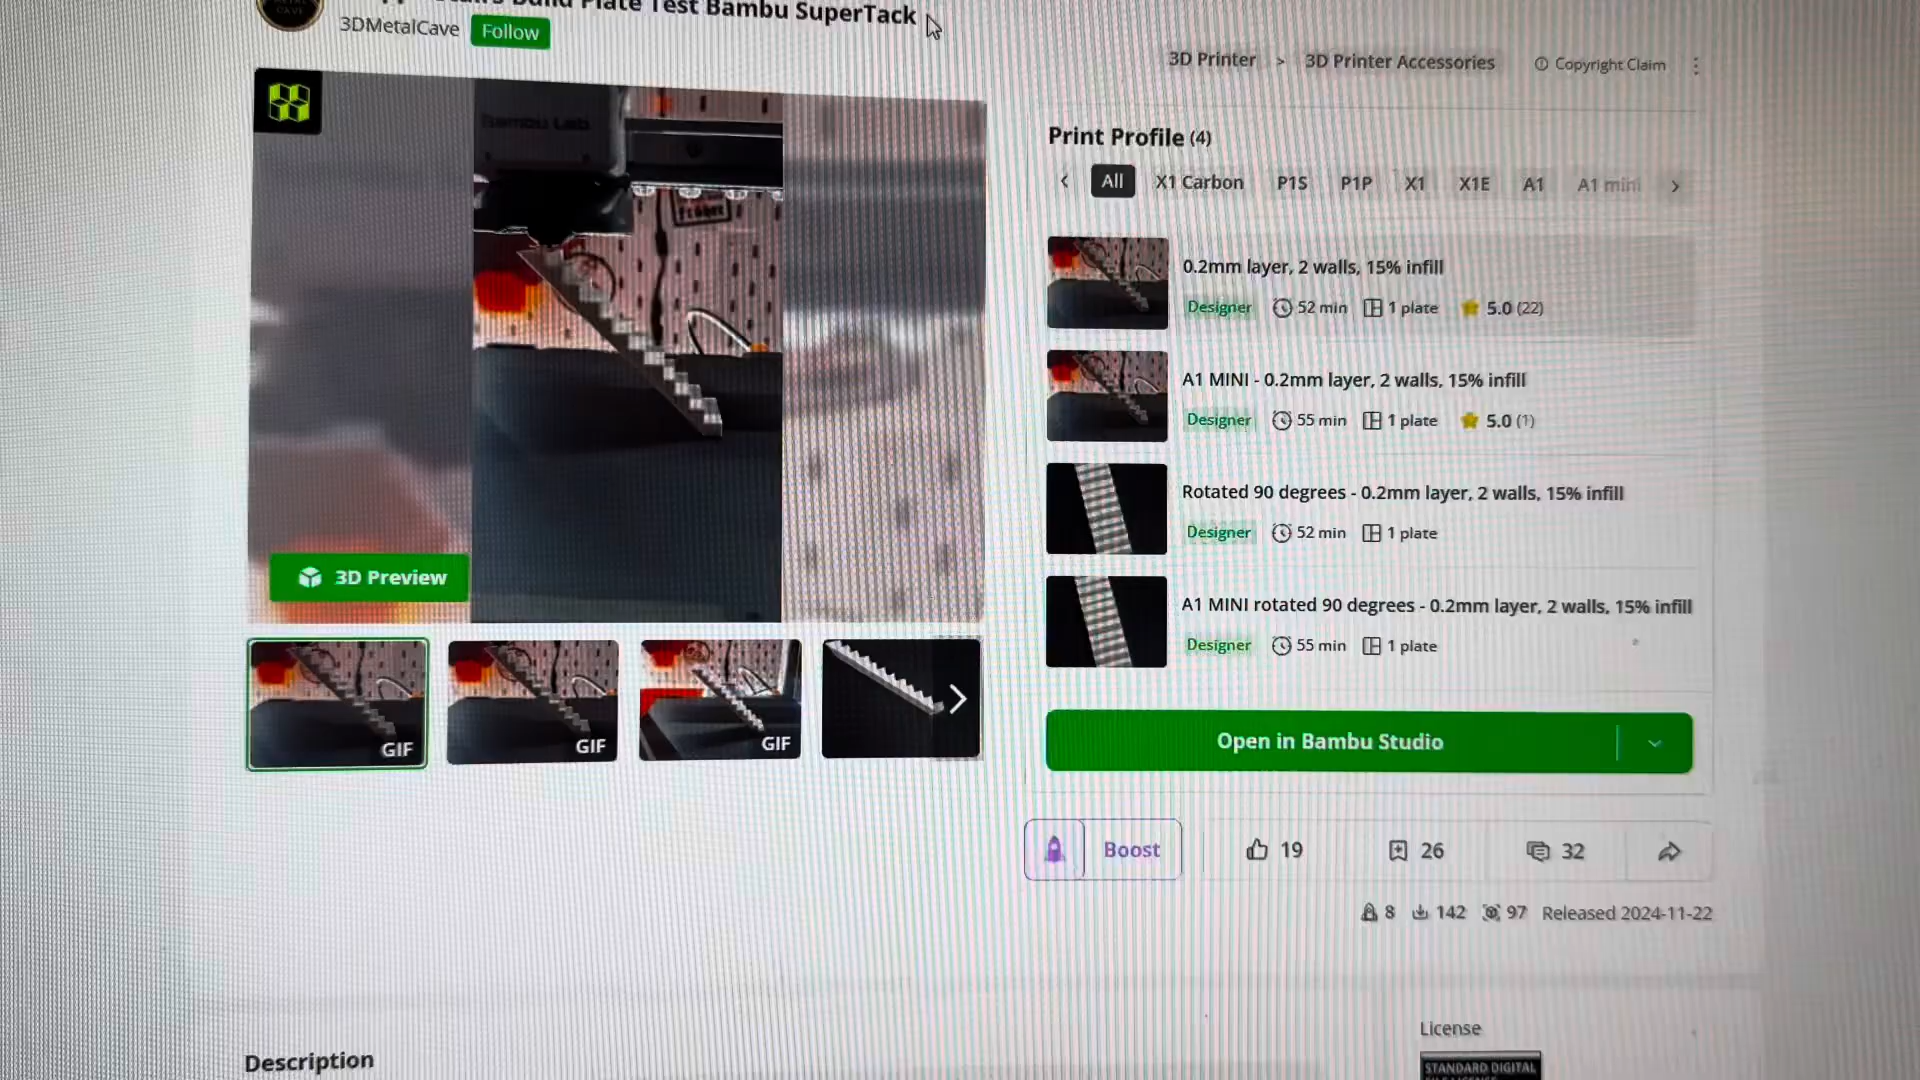 Build Plate Test Bambu SuperTack
3DMetalCave
Follow
CAVE
3D Printer > 3D Printer Accessories
Copyright Claim
Bambu Lab
Print Profile (4)
All
X1 Carbon
P1S
P1P
X1
X1E
A1
A1 mini
0.2mm layer, 2 walls, 15% infill
Designer 52 min 1 plate 5.0 (22)
A1 MINI - 0.2mm layer, 2 walls, 15% infill
Designer 55 min 1 plate 5.0 (1)
Rotated 90 degrees - 0.2mm layer, 2 walls, 15% infill
Designer 52 min 1 plate
A1 MINI rotated 90 degrees - 0.2mm layer, 2 walls, 15% infill
Designer 55 min 1 plate
3D Preview
GIF
GIF
GIF
Open in Bambu Studio
Boost
19
26
32
8 142 97 Released 2024-11-22
Description
License
STANDARD DIGITAL